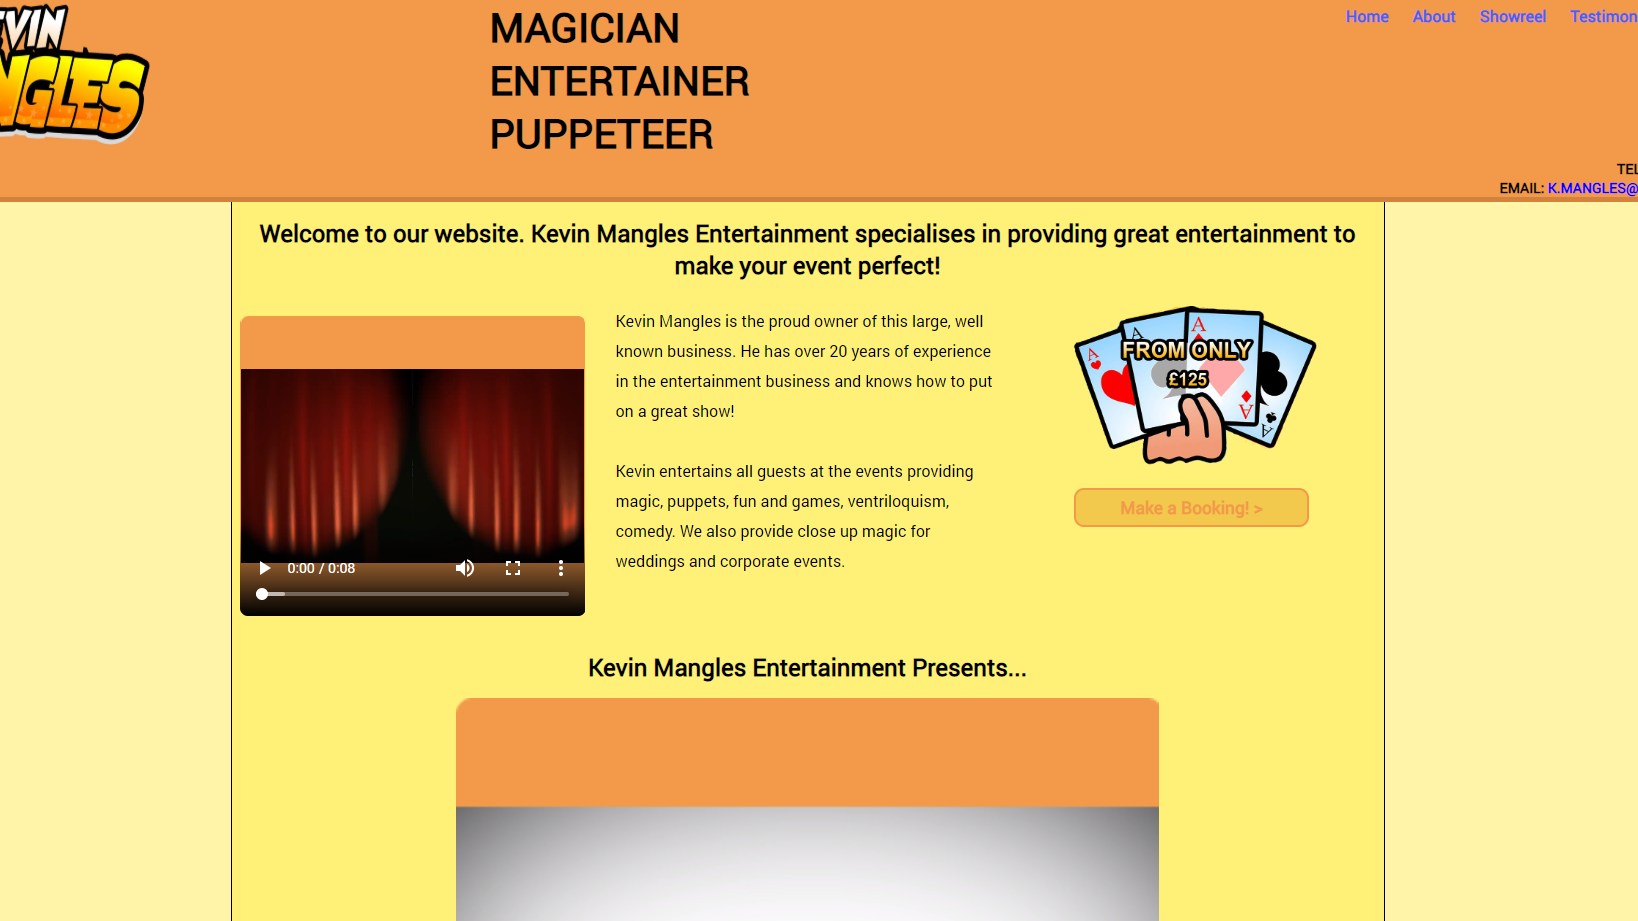 MAGICIAN
ENTERTAINER
PUPPETEER
Home About Showreel
EMAIL: K.MANGLES@
Welcome to our website. Kevin Mangles Entertainment specialises in providing great entertainment to
make your event perfect!
0:00 / 0:08
Kevin Mangles is the proud owner of this large, well
known business. He has over 20 years of experience
in the entertainment business and knows how to put
on a great show!
Kevin entertains all guests at the events providing
magic, puppets, fun and games, ventriloquism,
comedy. We also provide close up magic for
weddings and corporate events.
A A A A A A
FROM ONLY
£125
Make a Booking! >
Kevin Mangles Entertainment Presents...